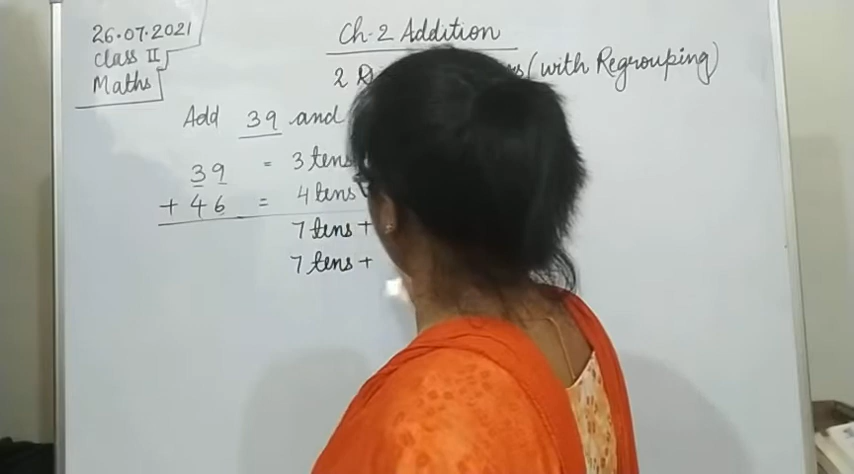 26.07.2021
Class II
Maths
Ch-2 Addition
2 (with Regrouping)
Add 39 and
39 = 3 tens
+ 46 = 4 tens
7 tens +
7 tens +